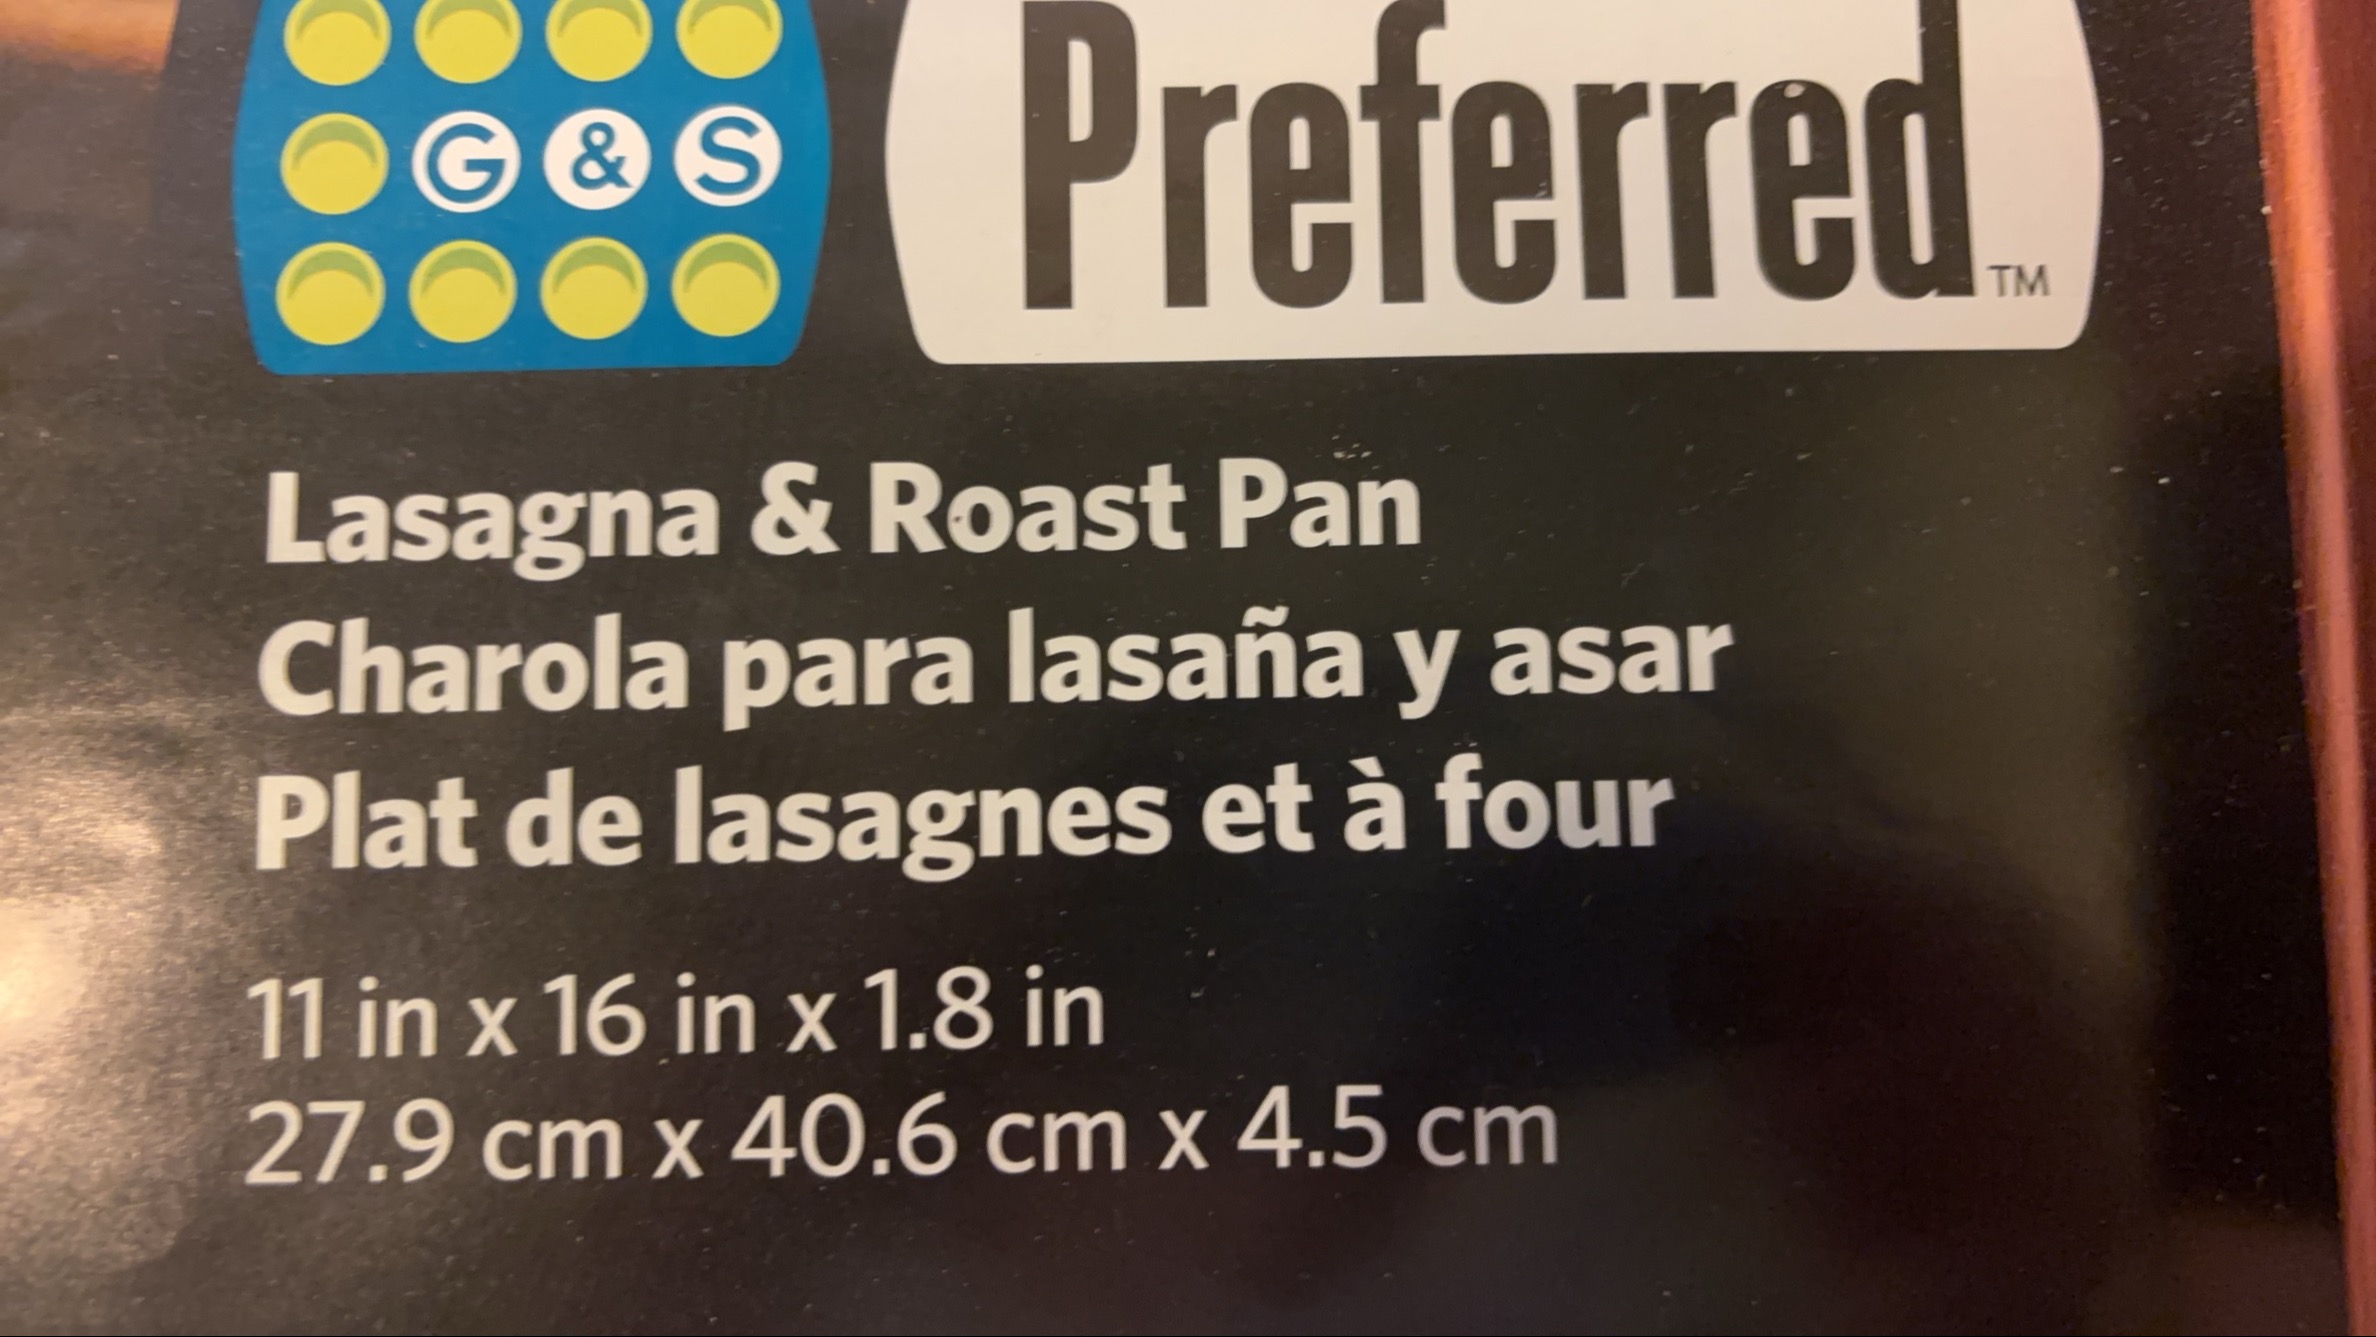 G & S
Preferred™
Lasagna & Roast Pan
Charola para lasaña y asar
Plat de lasagnes et à four
11 in x 16 in x 1.8 in
27.9 cm x 40.6 cm x 4.5 cm